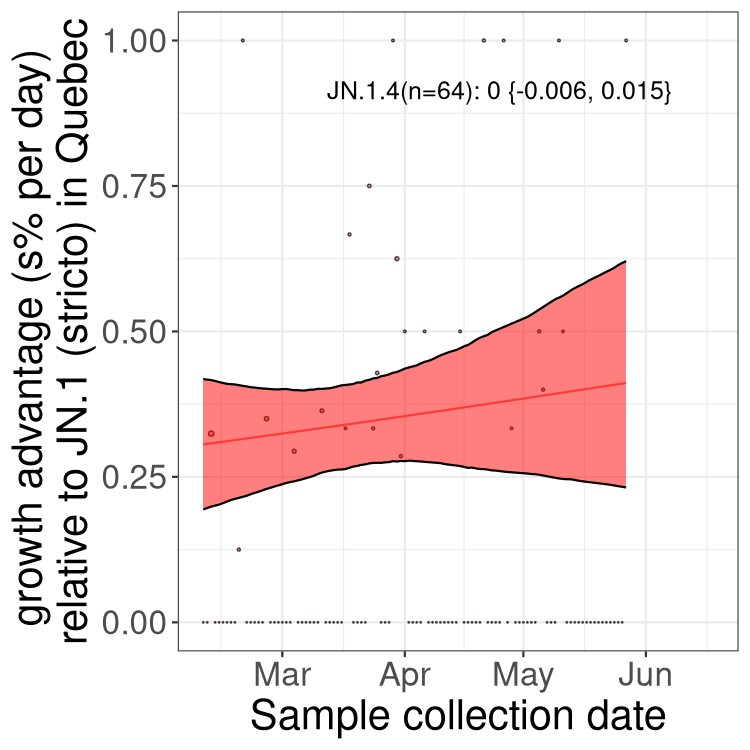 growth advantage (s% per day)
relative to JN.1 (stricto) in Quebec
1.00
0.75
0.50
0.25
0.00
JN.1.4(n=64): 0 {-0.006, 0.015}
Mar Apr May Jun
Sample collection date